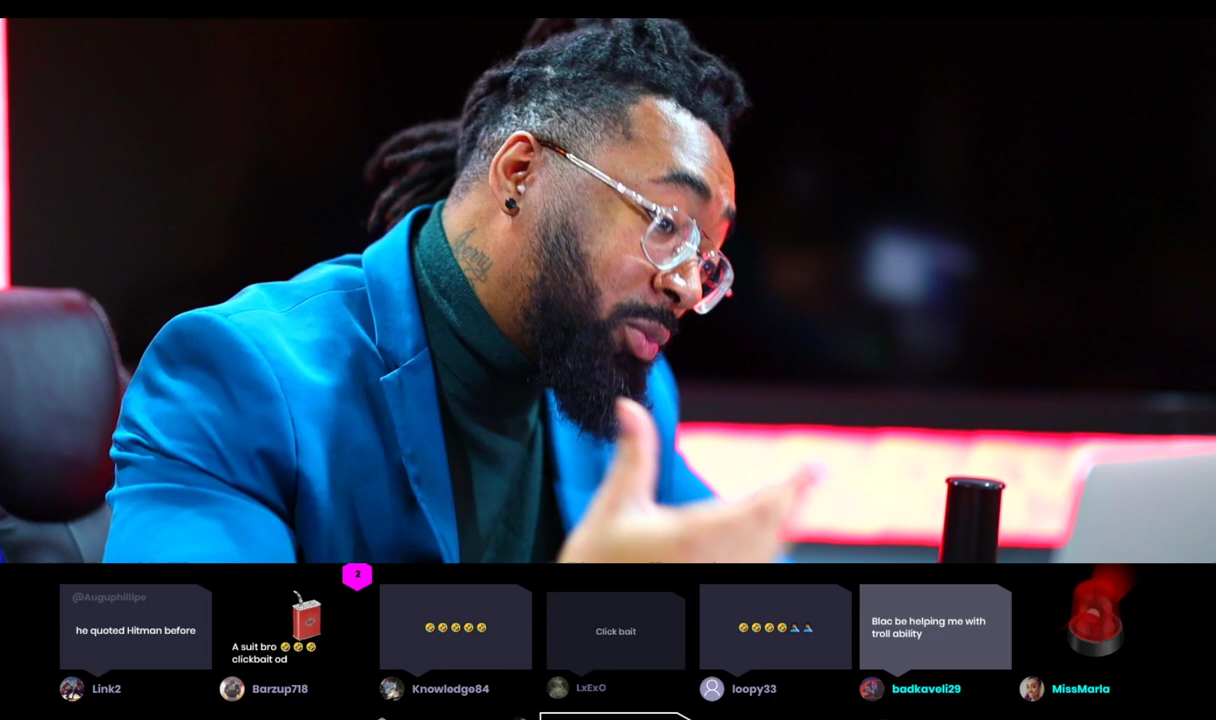 2
@Auguphillipe
he quoted Hitman before
A suit bro 🤣🤣🤣
clickbait od
🤣🤣🤣🤣🤣
Click bait
🤣🤣🤣🤣🤦🏿‍♂️🤦🏿‍♂️
Blac be helping me with
troll ability
Link2
Barzup718
Knowledge84
LxExO
loopy33
badkaveli29
MissMarla